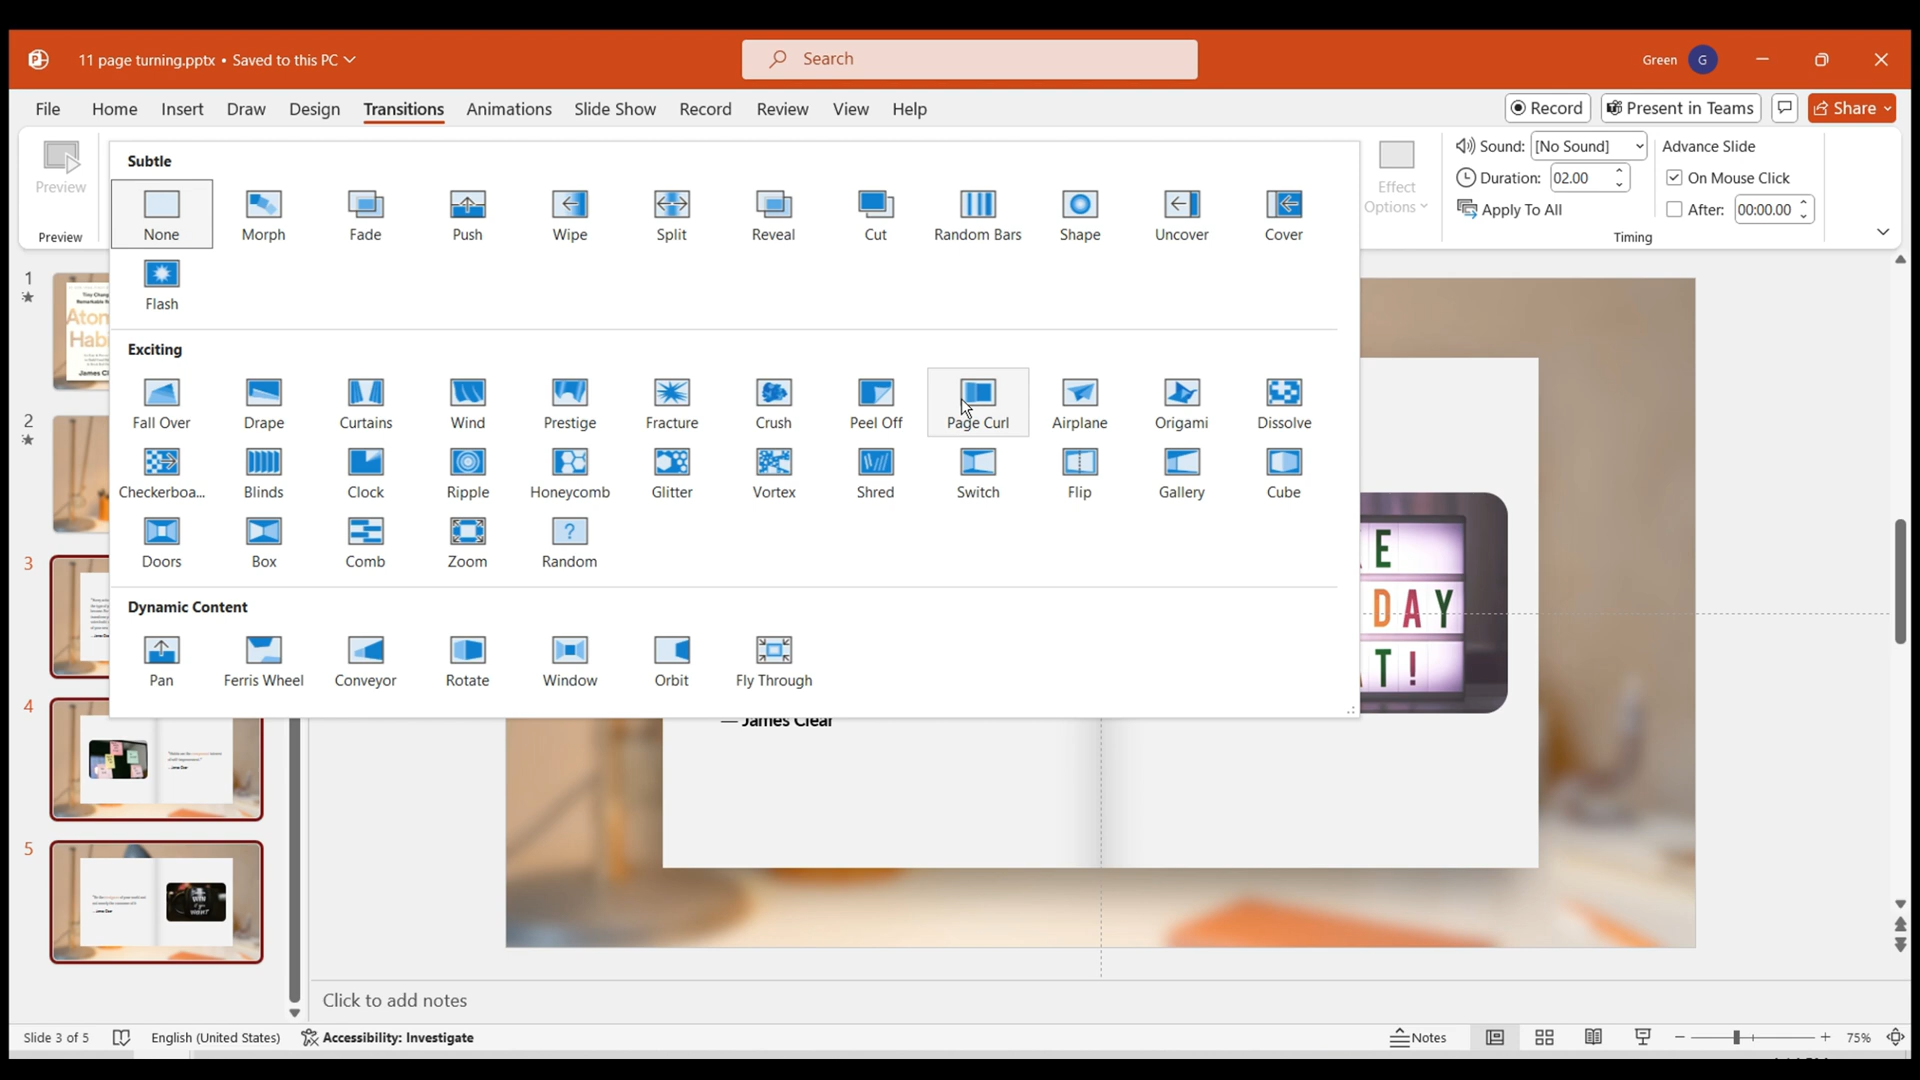 11 page turning.pptx • Saved to this PC
Search
Green
G
File Home Insert Draw Design Transitions Animations Slide Show Record Review View Help
Record
Present in Teams
Share
Preview
Preview
Subtle
None Morph Fade Push Wipe Split Reveal Cut Random Bars Shape Uncover Cover
Flash
Exciting
Fall Over Drape Curtains Wind Prestige Fracture Crush Peel Off Page Curl Airplane Origami Dissolve
Checkerboa... Blinds Clock Ripple Honeycomb Glitter Vortex Shred Switch Flip Gallery Cube
Doors Box Comb Zoom Random
Dynamic Content
Pan Ferris Wheel Conveyor Rotate Window Orbit Fly Through
Effect
Options
Sound: [No Sound]
Duration: 02.00
Apply To All
Advance Slide
On Mouse Click
After: 00:00.00
Timing
1
2
3
4
5
E
DAY
T!
— James Clear
Click to add notes
Slide 3 of 5
English (United States)
Accessibility: Investigate
Notes
75%